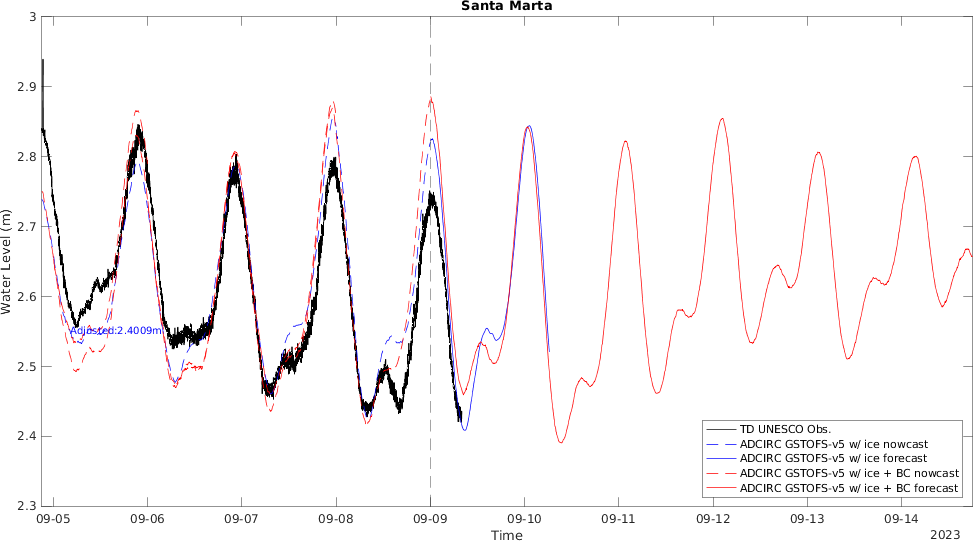 Santa Marta
3
2.9
2.8
2.7
2.6
2.5
2.4
2.3
Water Level (m)
Adjusted:2.4009m
TD UNESCO Obs.
ADCIRC GSTOFS-v5 w/ ice nowcast
ADCIRC GSTOFS-v5 w/ ice forecast
ADCIRC GSTOFS-v5 w/ ice + BC nowcast
ADCIRC GSTOFS-v5 w/ ice + BC forecast
09-05 09-06 09-07 09-08 09-09 09-10 09-11 09-12 09-13 09-14
Time
2023